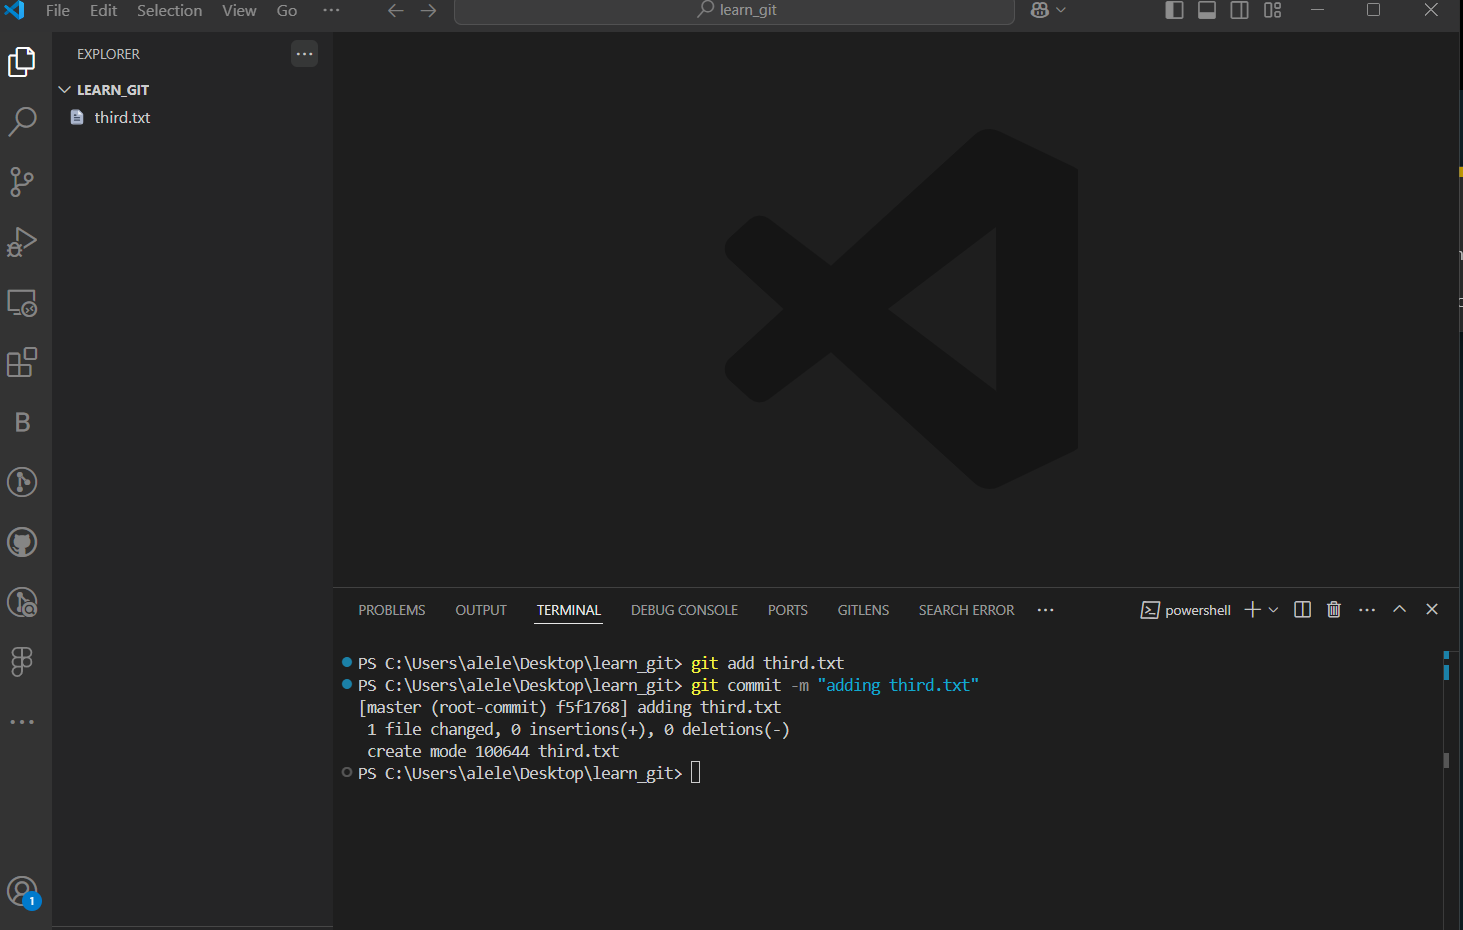 File Edit Selection View Go ··· learn_git
EXPLORER ···
LEARN_GIT
third.txt
B
PROBLEMS OUTPUT TERMINAL DEBUG CONSOLE PORTS GITLENS SEARCH ERROR ··· powershell ···
PS C:\Users\alele\Desktop\learn_git> git add third.txt
PS C:\Users\alele\Desktop\learn_git> git commit -m "adding third.txt"
[master (root-commit) f5f1768] adding third.txt
1 file changed, 0 insertions(+), 0 deletions(-)
create mode 100644 third.txt
PS C:\Users\alele\Desktop\learn_git>
1